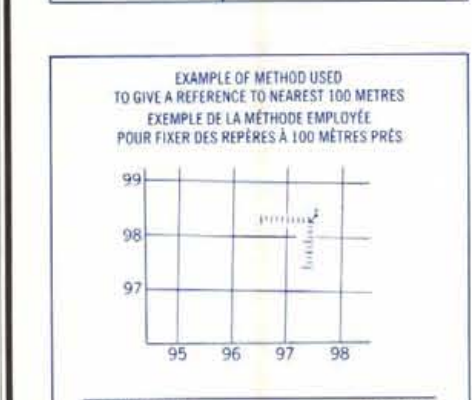 EXAMPLE OF METHOD USED
TO GIVE A REFERENCE TO NEAREST 100 METRES
EXEMPLE DE LA MÉTHODE EMPLOYÉE
POUR FIXER DES REPÈRES À 100 MÈTRES PRÈS
99
98
97
95 96 97 98